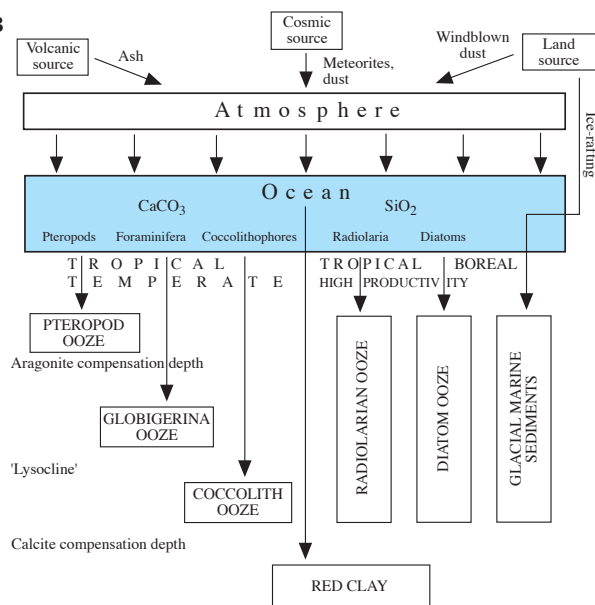 B
Cosmic
source
Volcanic
source
Ash
Meteorites,
dust
Windblown
dust
Land
source
Ice-rafting
Atmosphere
Ocean
CaCO3
SiO2
Pteropods
Foraminifera
Coccolithophores
Radiolaria
Diatoms
TROPICAL
TEMPERATE
TROPICAL BOREAL
HIGH PRODUCTIVITY
PTEROPOD
OOZE
Aragonite compensation depth
GLOBIGERINA
OOZE
'Lysocline'
COCCOLITH
OOZE
RADIOLARIAN OOZE
DIATOM OOZE
GLACIAL MARINE
SEDIMENTS
Calcite compensation depth
RED CLAY